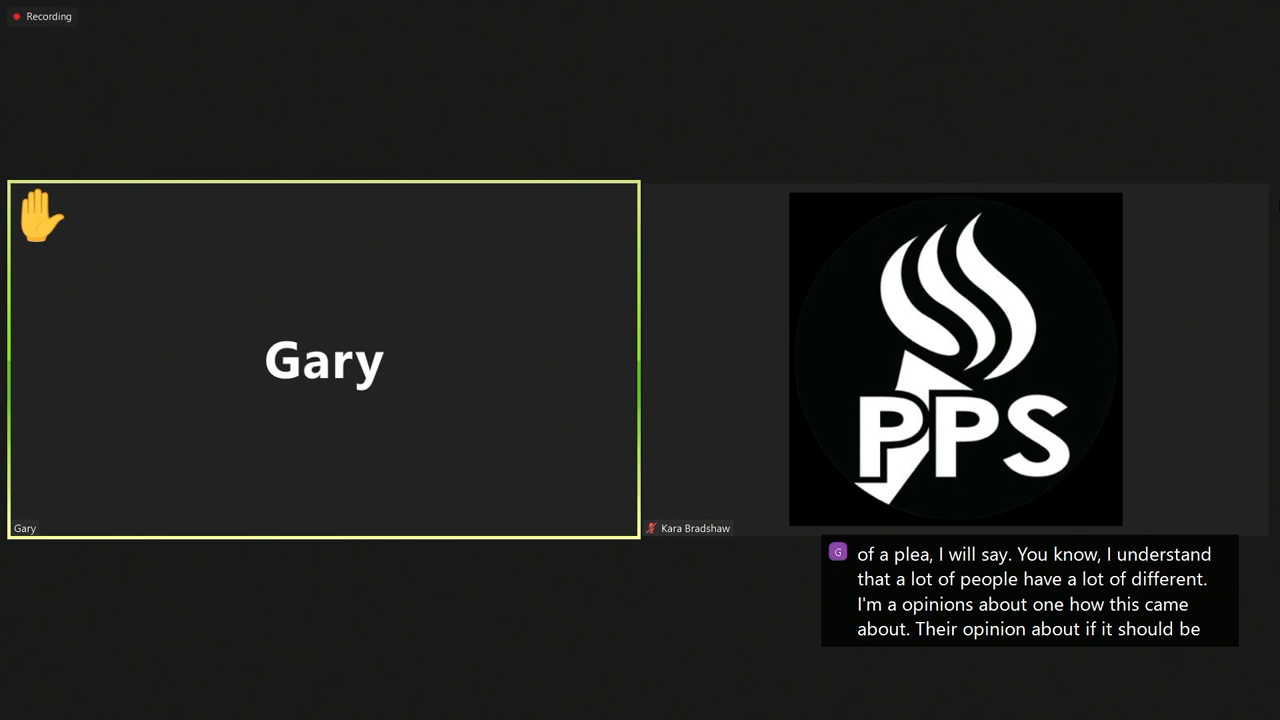 Recording
Gary
Gary
PPS
Kara Bradshaw
G
of a plea, I will say. You know, I understand
that a lot of people have a lot of different.
I'm a opinions about one how this came
about. Their opinion about if it should be